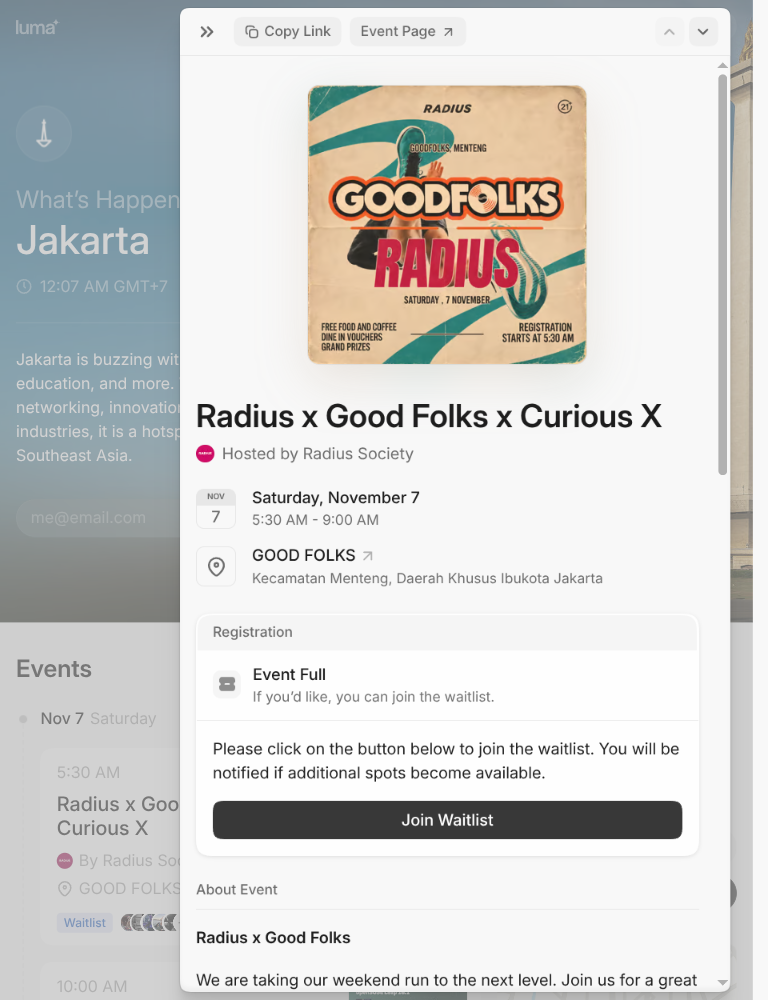 luma
Copy Link
Event Page
RADIUS
21
GOODFOLKS, MENTENG
GOODFOLKS
RADIUS
SATURDAY , 7 NOVEMBER
FREE FOOD AND COFFEE
DINE IN VOUCHERS
GRAND PRIZES
REGISTRATION
STARTS AT 5:30 AM
What's Happen
Jakarta
12:07 AM GMT+7
Jakarta is buzzing wit
education, and more.
networking, innovation
industries, it is a hotsp
Southeast Asia.
me@email.com
Radius x Good Folks x Curious X
Hosted by Radius Society
NOV
7
Saturday, November 7
5:30 AM - 9:00 AM
GOOD FOLKS
Kecamatan Menteng, Daerah Khusus Ibukota Jakarta
Registration
Event Full
If you'd like, you can join the waitlist.
Please click on the button below to join the waitlist. You will be
notified if additional spots become available.
Join Waitlist
About Event
Radius x Good Folks
We are taking our weekend run to the next level. Join us for a great
Events
Nov 7 Saturday
5:30 AM
Radius x Goo
Curious X
By Radius Soc
GOOD FOLKS
Waitlist
10:00 AM